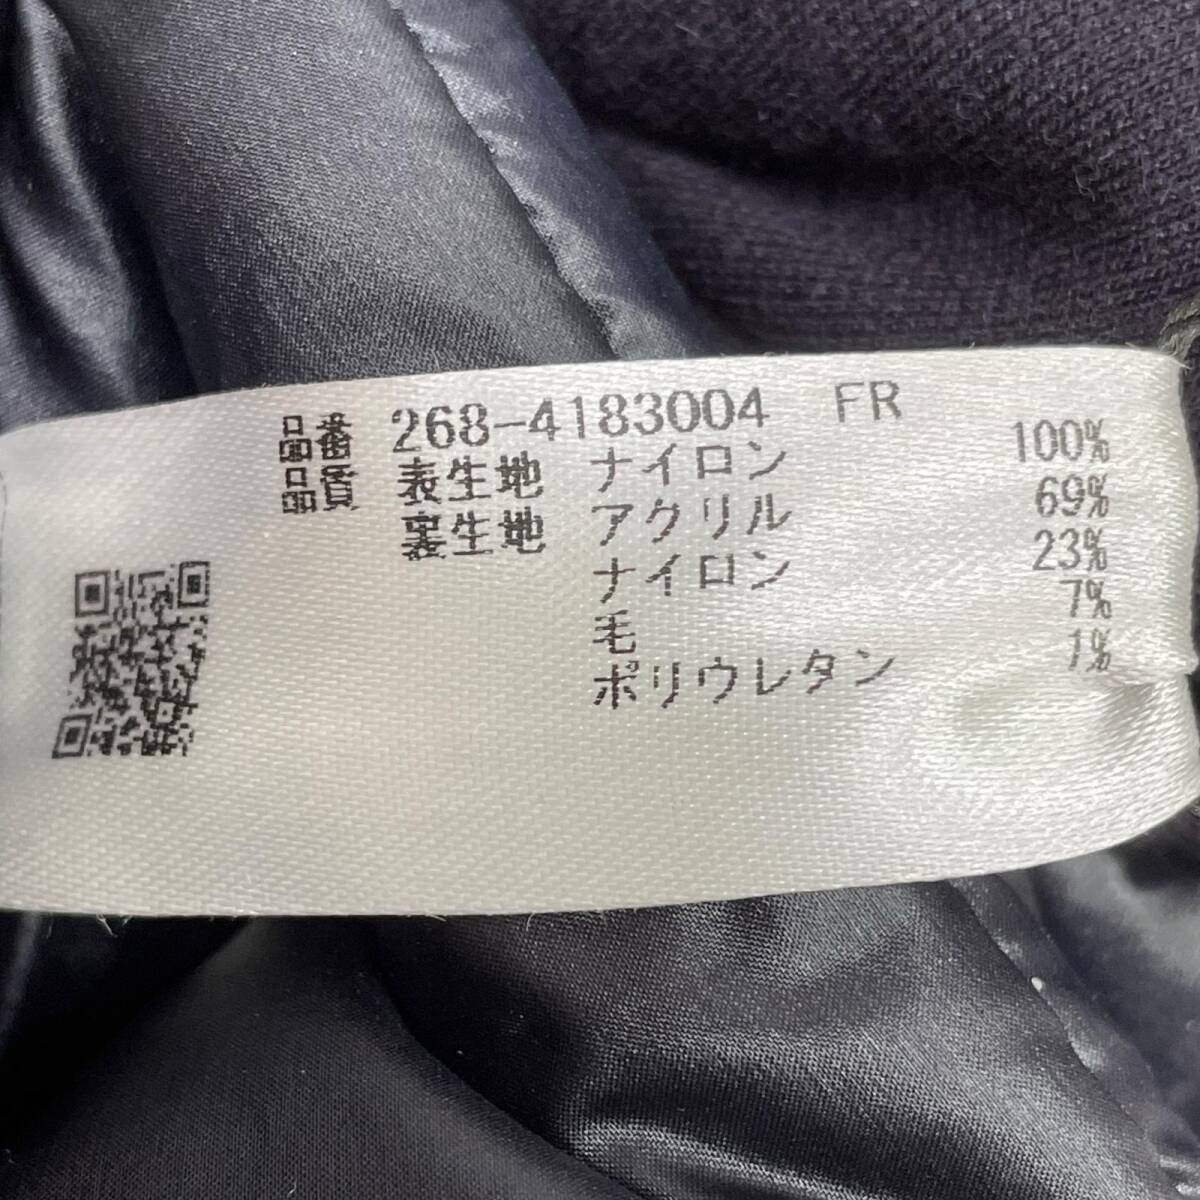 品番 268-4183004 FR
品質 表生地 ナイロン 100%
裏生地 アクリル 69%
ナイロン 23%
毛 7%
ポリウレタン 1%